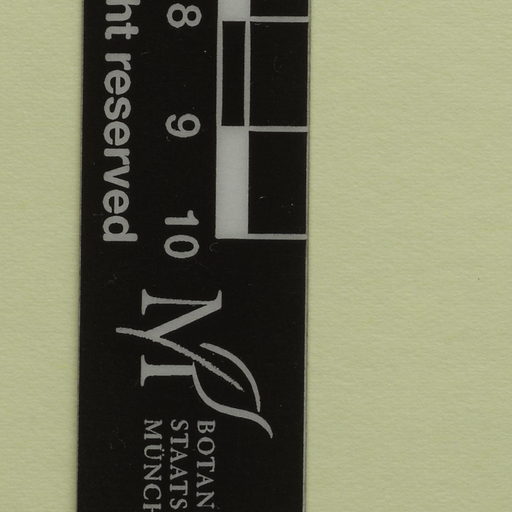 ht reserved
8 9 10
M
BOTAN
STAATS
MÜNCH